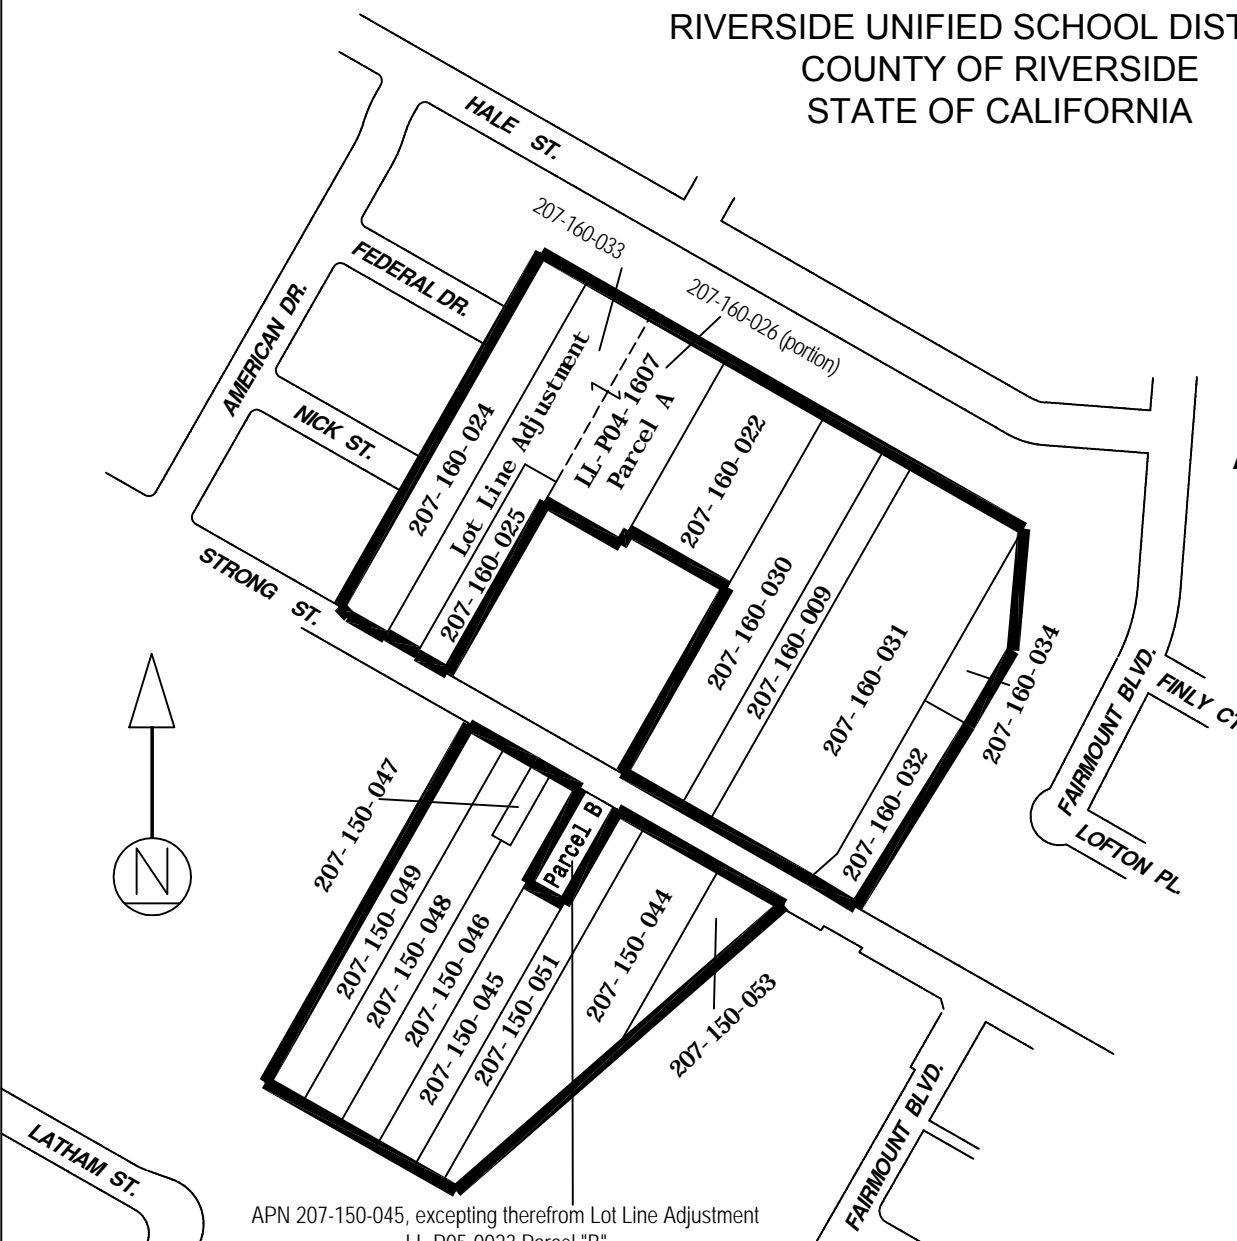 RIVERSIDE UNIFIED SCHOOL DIST
COUNTY OF RIVERSIDE
STATE OF CALIFORNIA
HALE ST.
207-160-033
FEDERAL DR.
207-160-026 (portion)
AMERICAN DR.
NICK ST.
207-160-024
Lot Line Adjustment
LL-P04-1607
Parcel A
207-160-022
207-160-025
STRONG ST.
207-160-030
207-160-009
207-160-031
207-160-034
207-160-032
FAIRMOUNT BLVD.
FINLY CT
LOFTON PL.
N
207-150-047
Parcel B
207-150-049
207-150-048
207-150-046
207-150-045
207-150-051
207-150-044
207-150-053
FAIRMOUNT BLVD.
LATHAM ST.
APN 207-150-045, excepting therefrom Lot Line Adjustment
LL-P05-0023 Parcel "B"